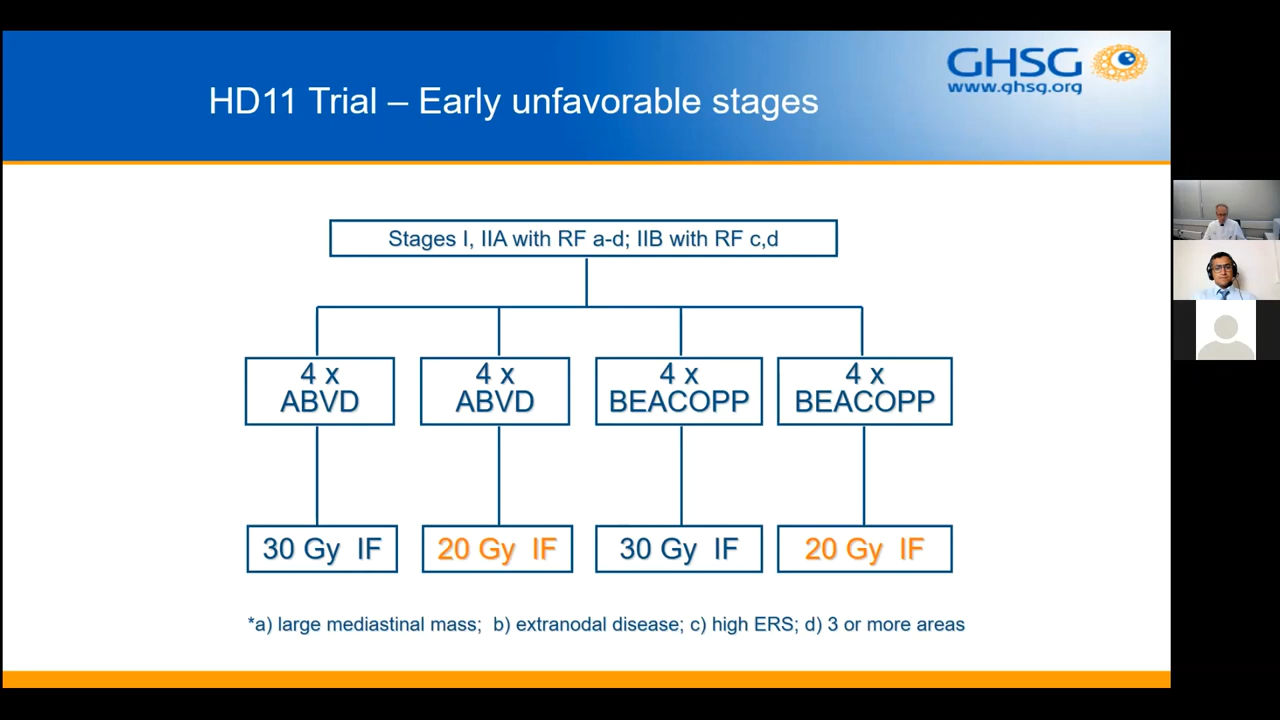 GHSG
www.ghsg.org
HD11 Trial – Early unfavorable stages
Stages I, IIA with RF a-d; IIB with RF c,d
4 x
ABVD
4 x
ABVD
4 x
BEACOPP
4 x
BEACOPP
30 Gy IF
20 Gy IF
30 Gy IF
20 Gy IF
*a) large mediastinal mass; b) extranodal disease; c) high ERS; d) 3 or more areas